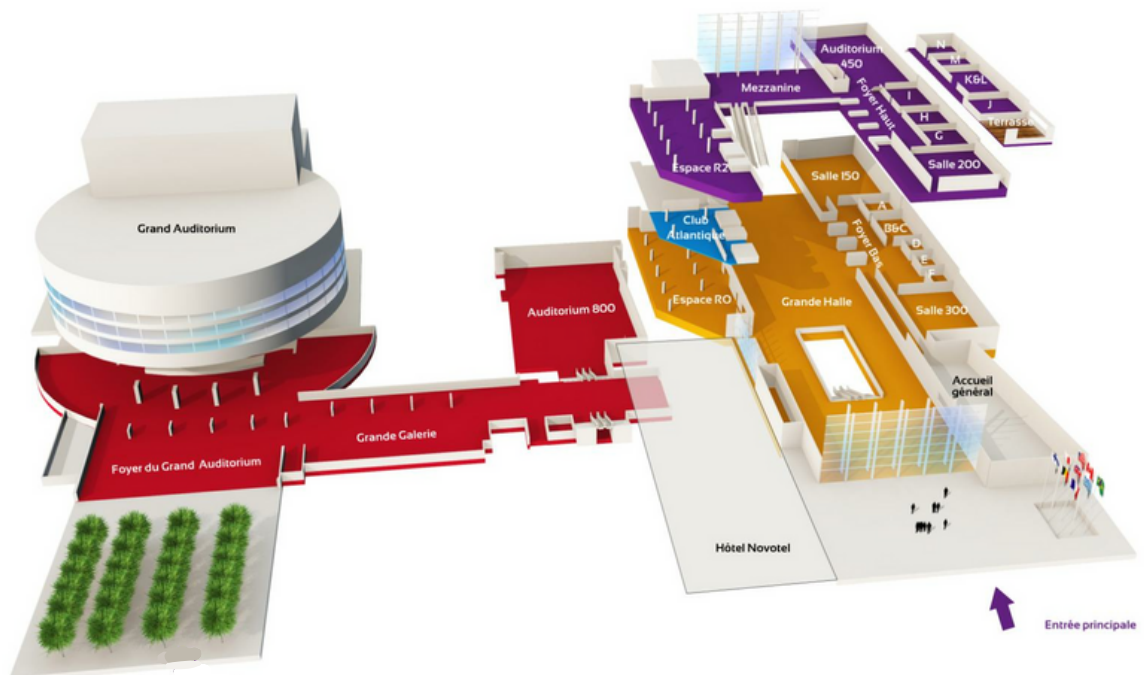 Auditorium
450
N
M
K&L
J
Terrasse
Mezzanine
Foyer Haut
I
H
G
Salle 200
Espace R2
Salle 150
A
B&C
D
E
F
Foyer Bas
Club
Atlantique
Espace R0
Grande Halle
Salle 300
Grand Auditorium
Auditorium 800
Accueil
général
Grande Galerie
Foyer du Grand Auditorium
Hôtel Novotel
Entrée principale